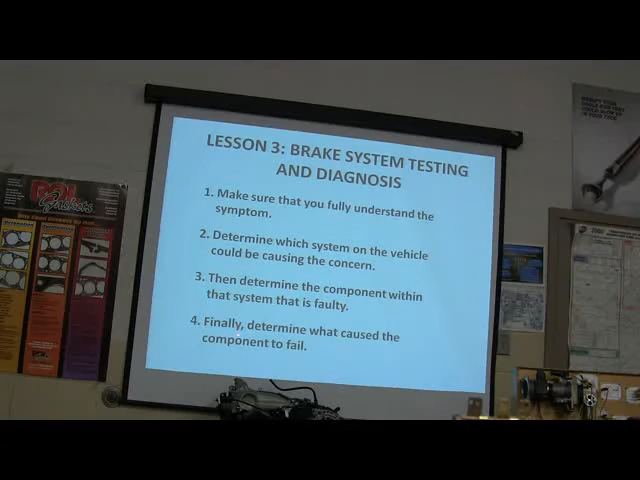 LESSON 3: BRAKE SYSTEM TESTING
AND DIAGNOSIS
1. Make sure that you fully understand the
symptom.
2. Determine which system on the vehicle
could be causing the concern.
3. Then determine the component within
that system that is faulty.
4. Finally, determine what caused the
component to fail.
ROL
Gaskets